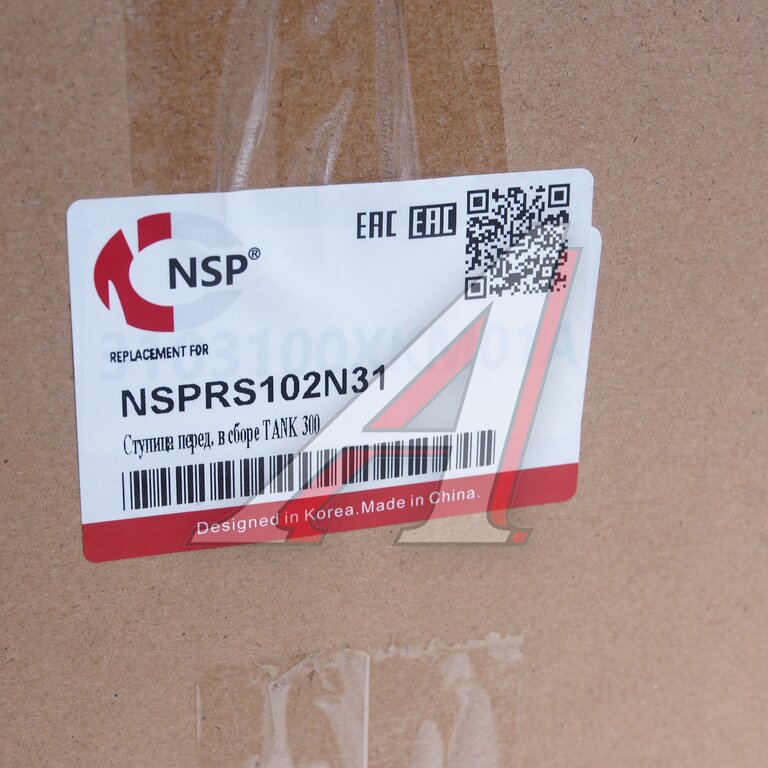 NSP®
EAC EAC
REPLACEMENT FOR
NSPRS102N31
Ступица перед. в сборе TANK 300
Designed in Korea.Made in China.